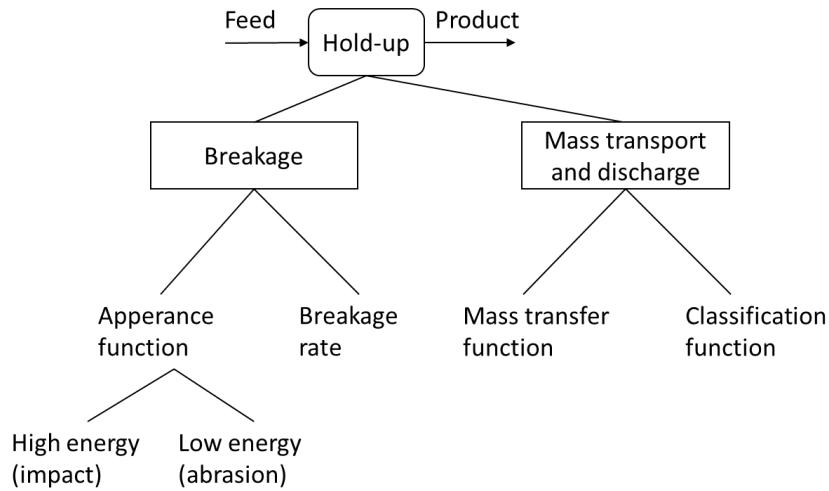 Feed
Hold-up
Product
Breakage
Mass transport
and discharge
Apperance
function
Breakage
rate
Mass transfer
function
Classification
function
High energy
(impact)
Low energy
(abrasion)